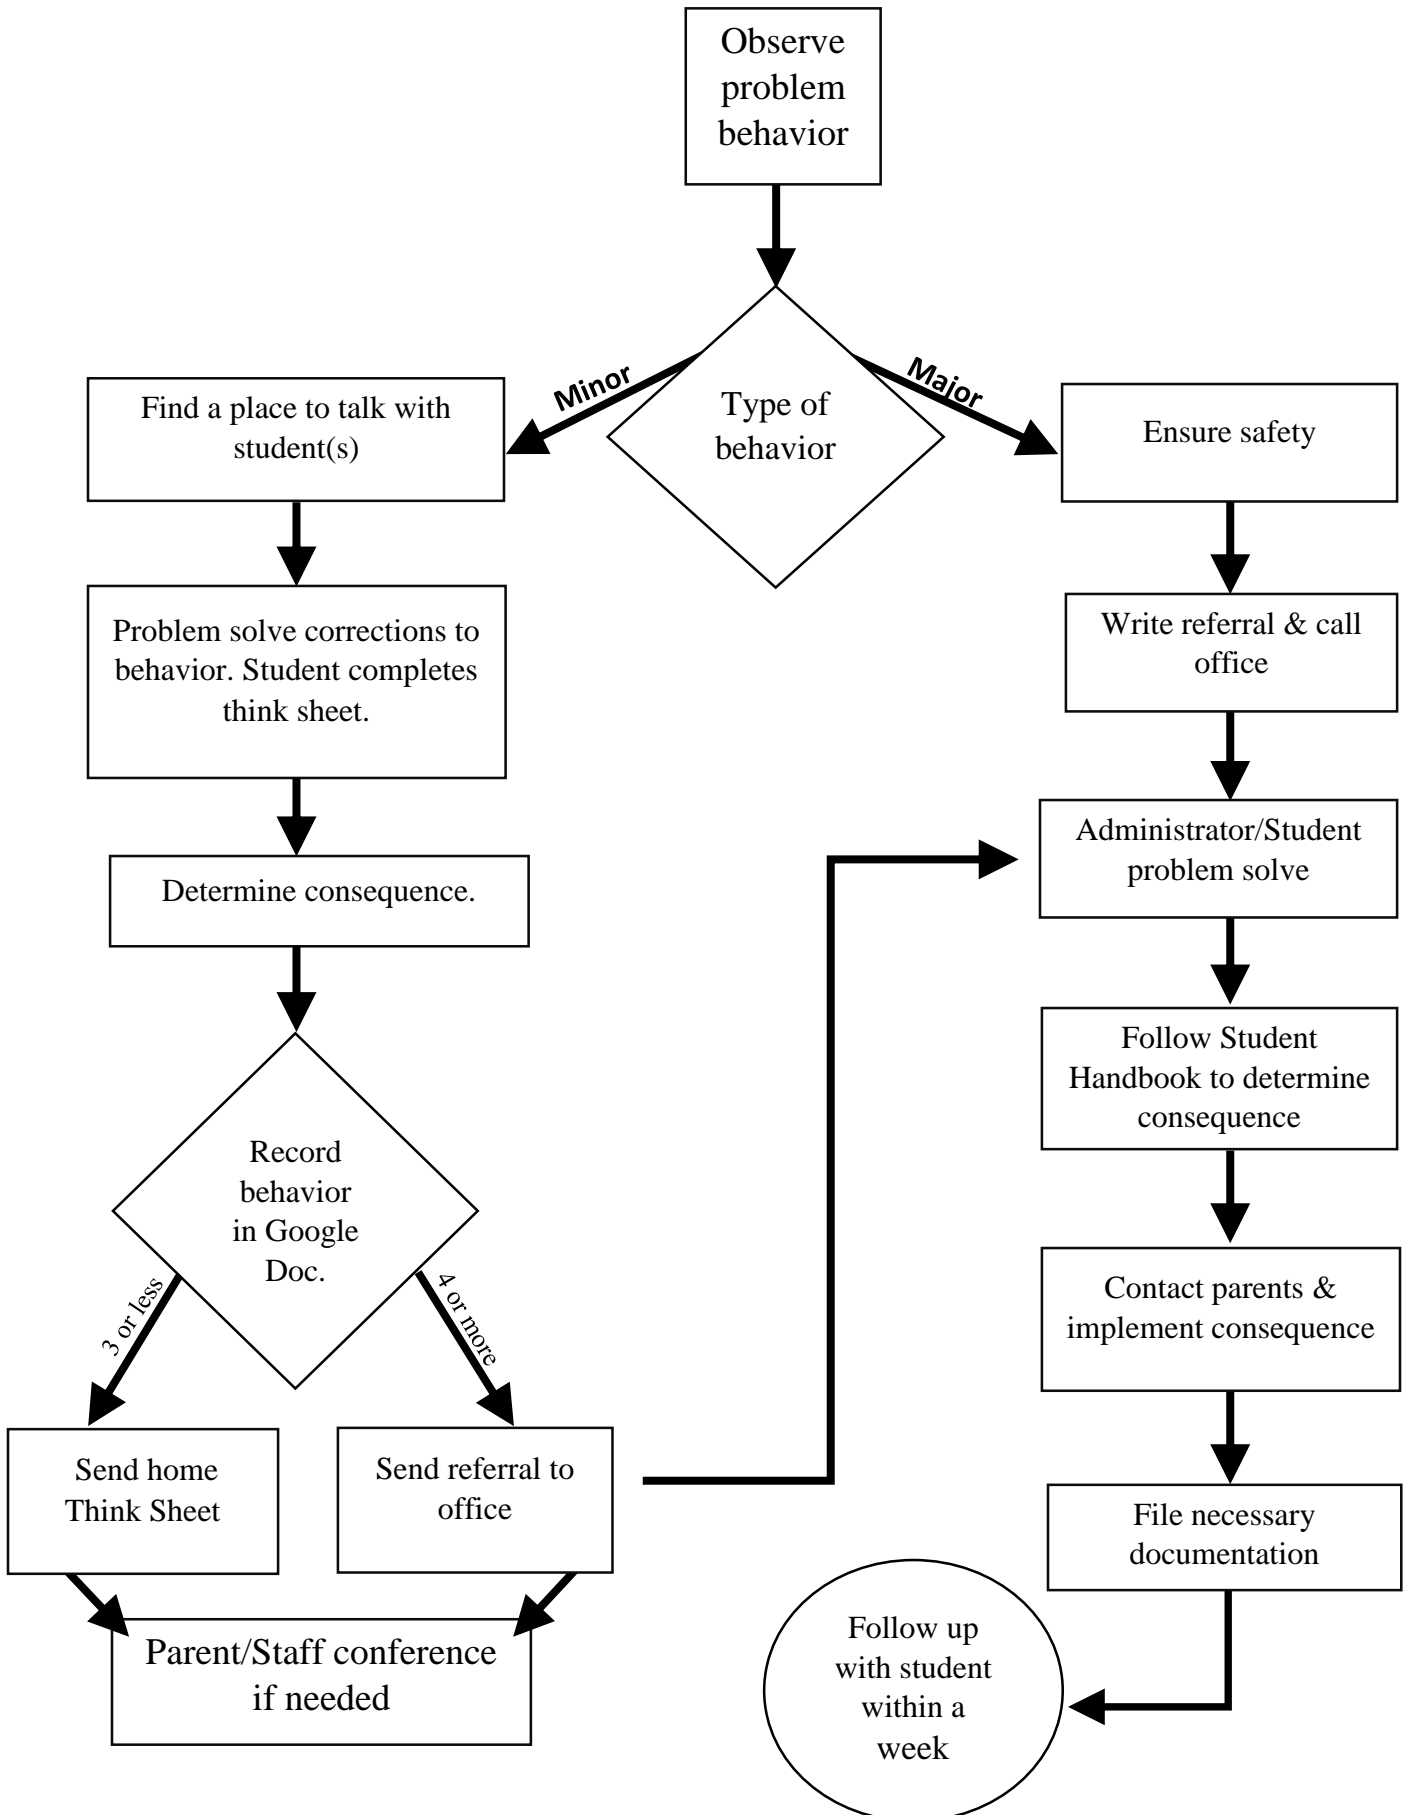 Observe
problem
behavior
Minor
Major
Type of
behavior
Find a place to talk with
student(s)
Ensure safety
Problem solve corrections to
behavior. Student completes
think sheet.
Write referral & call
office
Determine consequence.
Administrator/Student
problem solve
Record
behavior
in Google
Doc.
Follow Student
Handbook to determine
consequence
3 or less
4 or more
Contact parents &
implement consequence
Send home
Think Sheet
Send referral to
office
File necessary
documentation
Parent/Staff conference
if needed
Follow up
with student
within a
week